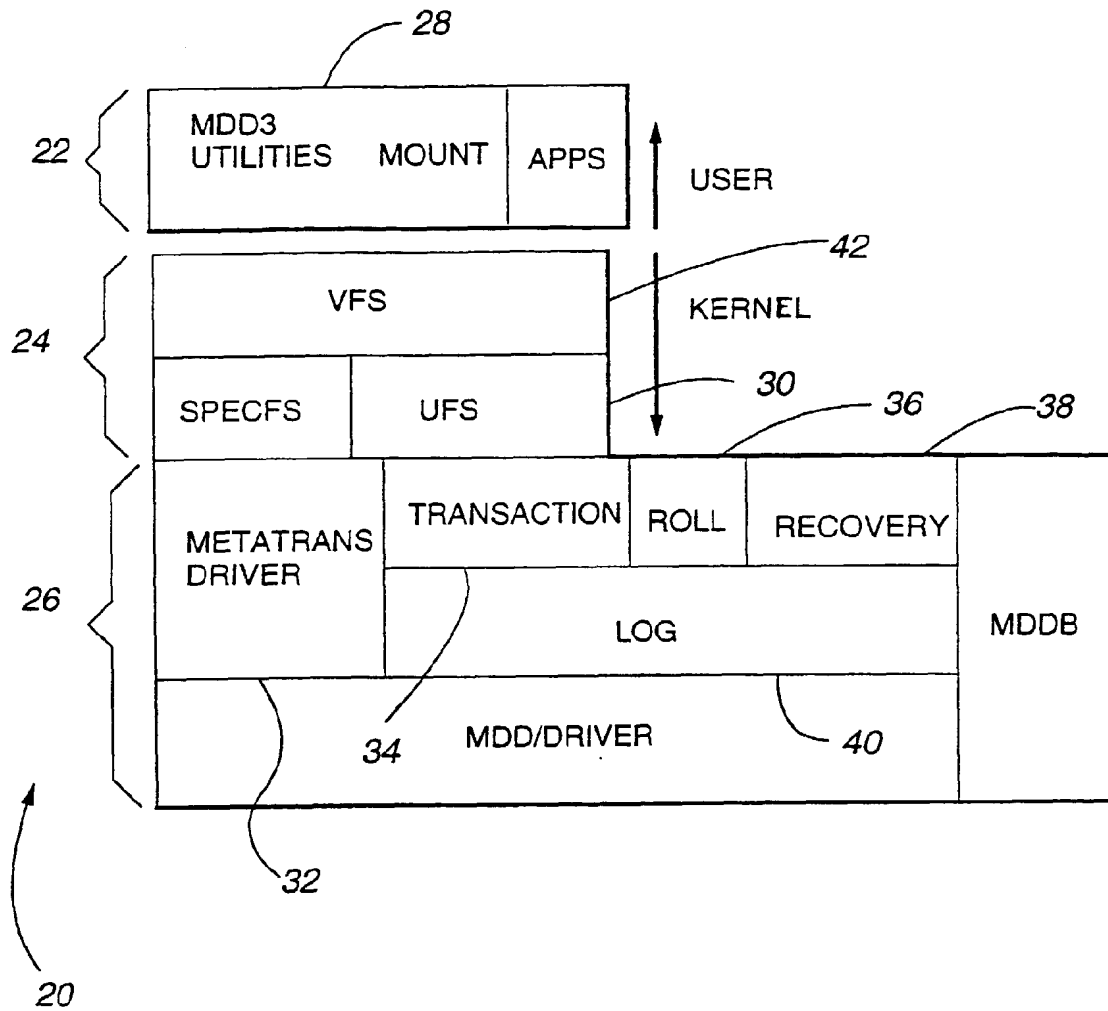 28
22
MDD3
UTILITIES MOUNT APPS
USER
42
24
VFS
KERNEL
30
36
38
SPECFS UFS
26
METATRANS
DRIVER
TRANSACTION ROLL RECOVERY
LOG
MDDB
34
MDD/DRIVER
40
32
20